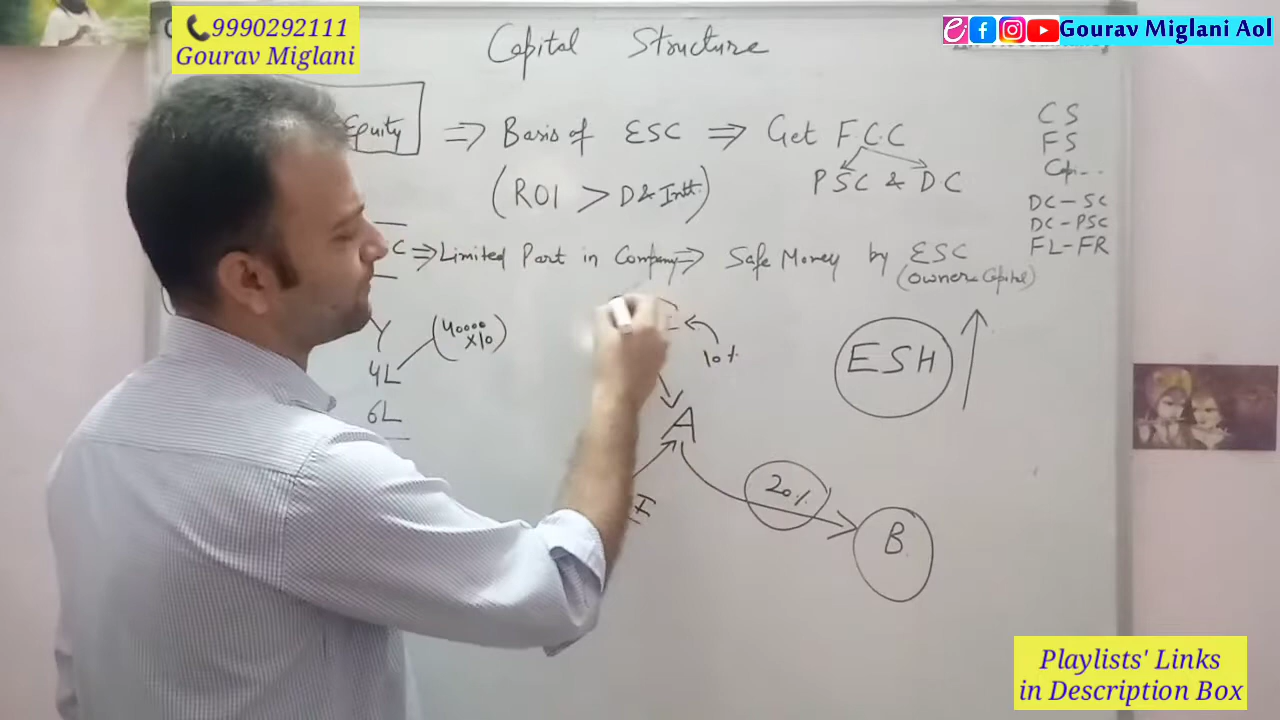 📞9990292111
Gourav Miglani
Gourav Miglani Aol
Capital Structure
Equity ⇒ Basis of ESC ⇒ Get F.C.C
(ROI > D & Intt.)
PSC & DC
C ⇒ Limited Part in Company ⇒ Safe Money by ESC
(owners Capital)
CS
FS
Cap...
DC - SC
DC - PSC
FL - FR
4L
(40000
x10)
6L
10%
A
20%
B
ESH
Playlists' Links
in Description Box